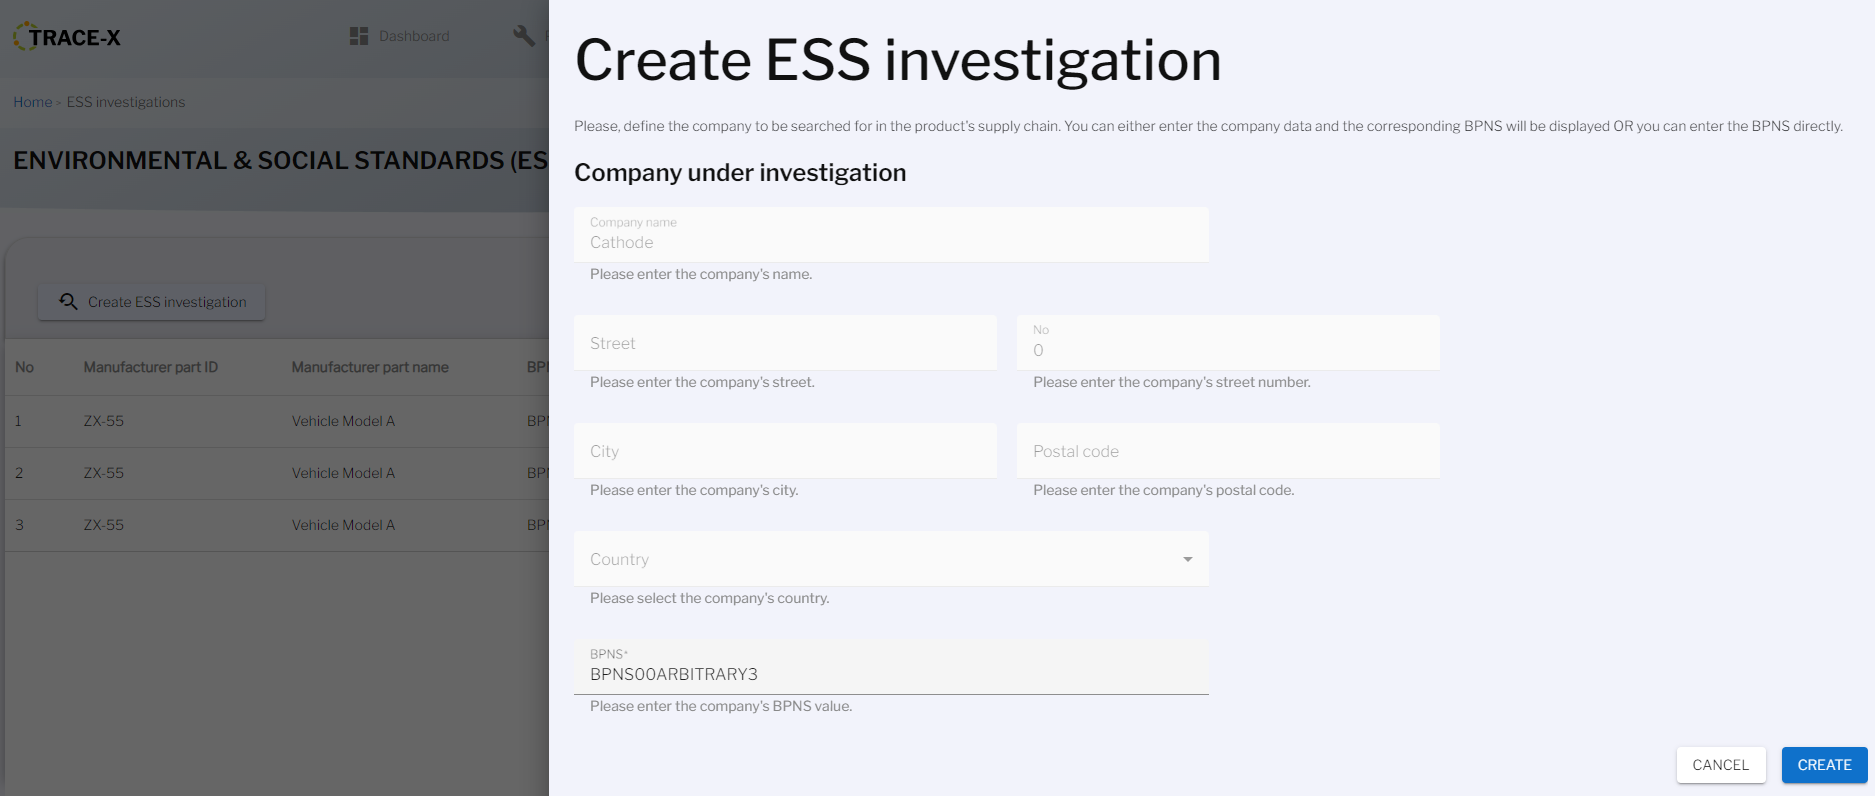 TRACE-X
Dashboard
Home > ESS investigations
ENVIRONMENTAL & SOCIAL STANDARDS (ES
Create ESS investigation
No Manufacturer part ID Manufacturer part name
1 ZX-55 Vehicle Model A
2 ZX-55 Vehicle Model A
3 ZX-55 Vehicle Model A
Create ESS investigation
Please, define the company to be searched for in the product's supply chain. You can either enter the company data and the corresponding BPNS will be displayed OR you can enter the BPNS directly.
Company under investigation
Company name
Cathode
Please enter the company's name.
Street
Please enter the company's street.
No
0
Please enter the company's street number.
City
Please enter the company's city.
Postal code
Please enter the company's postal code.
Country
Please select the company's country.
BPNS*
BPNS00ARBITRARY3
Please enter the company's BPNS value.
CANCEL
CREATE